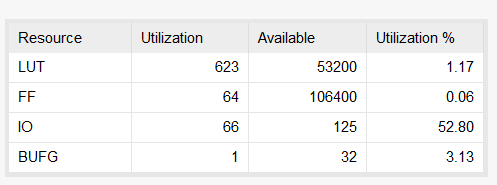 Resource Utilization Available Utilization %
LUT 623 53200 1.17
FF 64 106400 0.06
IO 66 125 52.80
BUFG 1 32 3.13